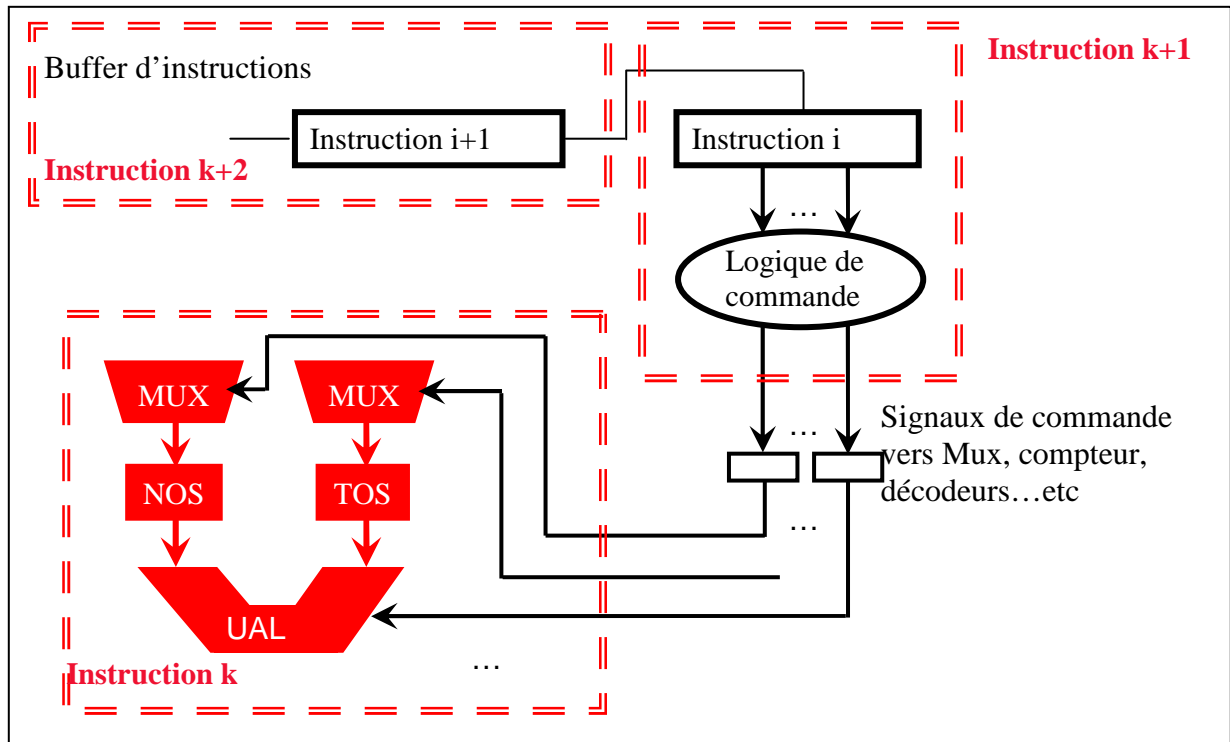 Buffer d’instructions
Instruction i+1
Instruction k+2
Instruction k+1
Instruction i
…
Logique de
commande
…
Signaux de commande
vers Mux, compteur,
décodeurs…etc
…
MUX
MUX
NOS
TOS
UAL
…
Instruction k